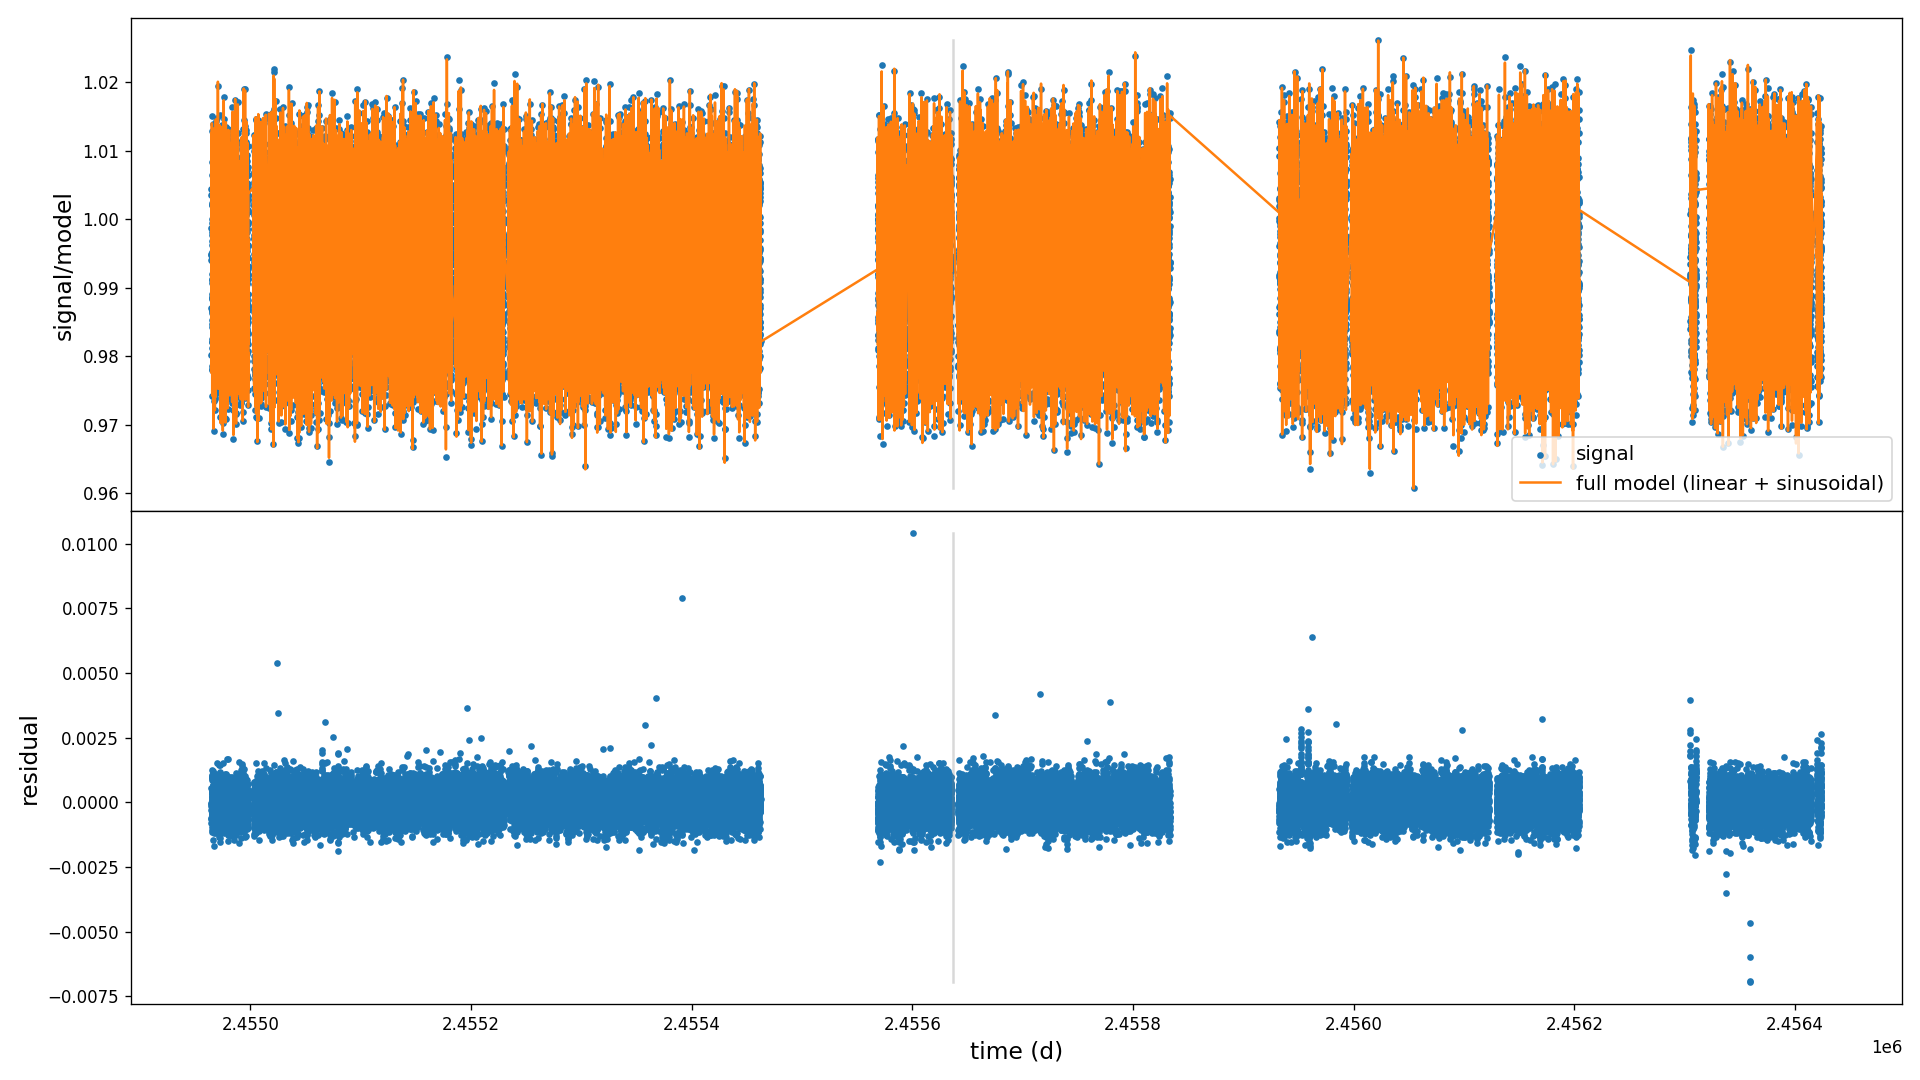 signal/model
1.02
1.01
1.00
0.99
0.98
0.97
0.96
signal
full model (linear + sinusoidal)
residual
0.0100
0.0075
0.0050
0.0025
0.0000
−0.0025
−0.0050
−0.0075
2.4550 2.4552 2.4554 2.4556 2.4558 2.4560 2.4562 2.4564
1e6
time (d)